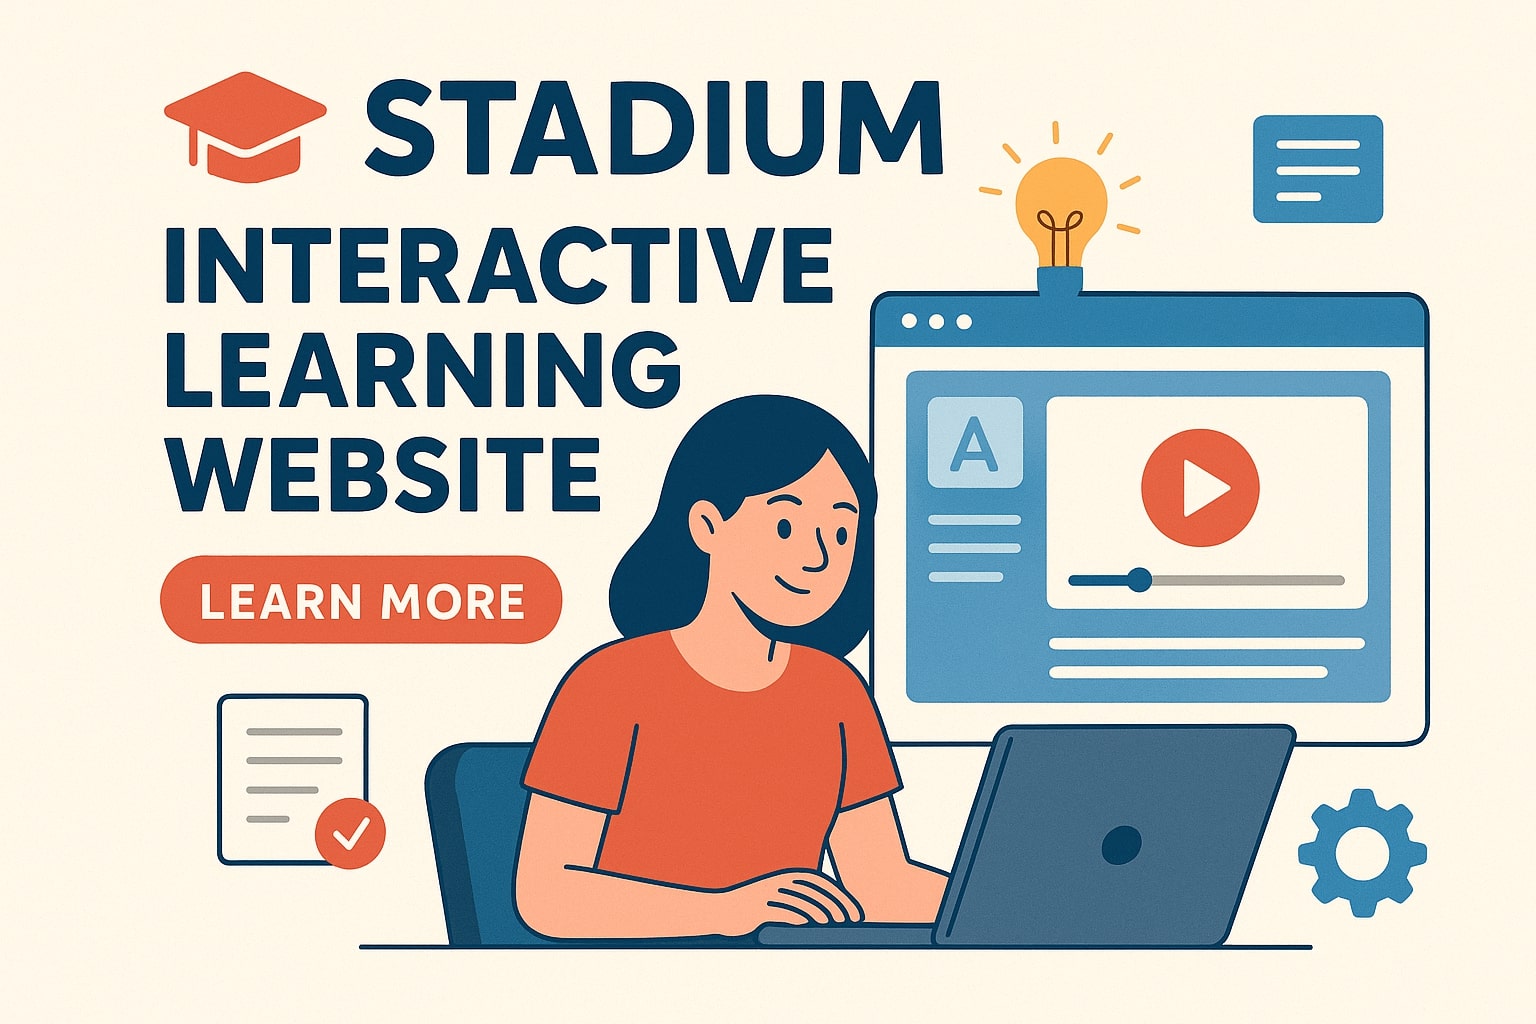 STADIUM
INTERACTIVE
LEARNING
WEBSITE
LEARN MORE
A